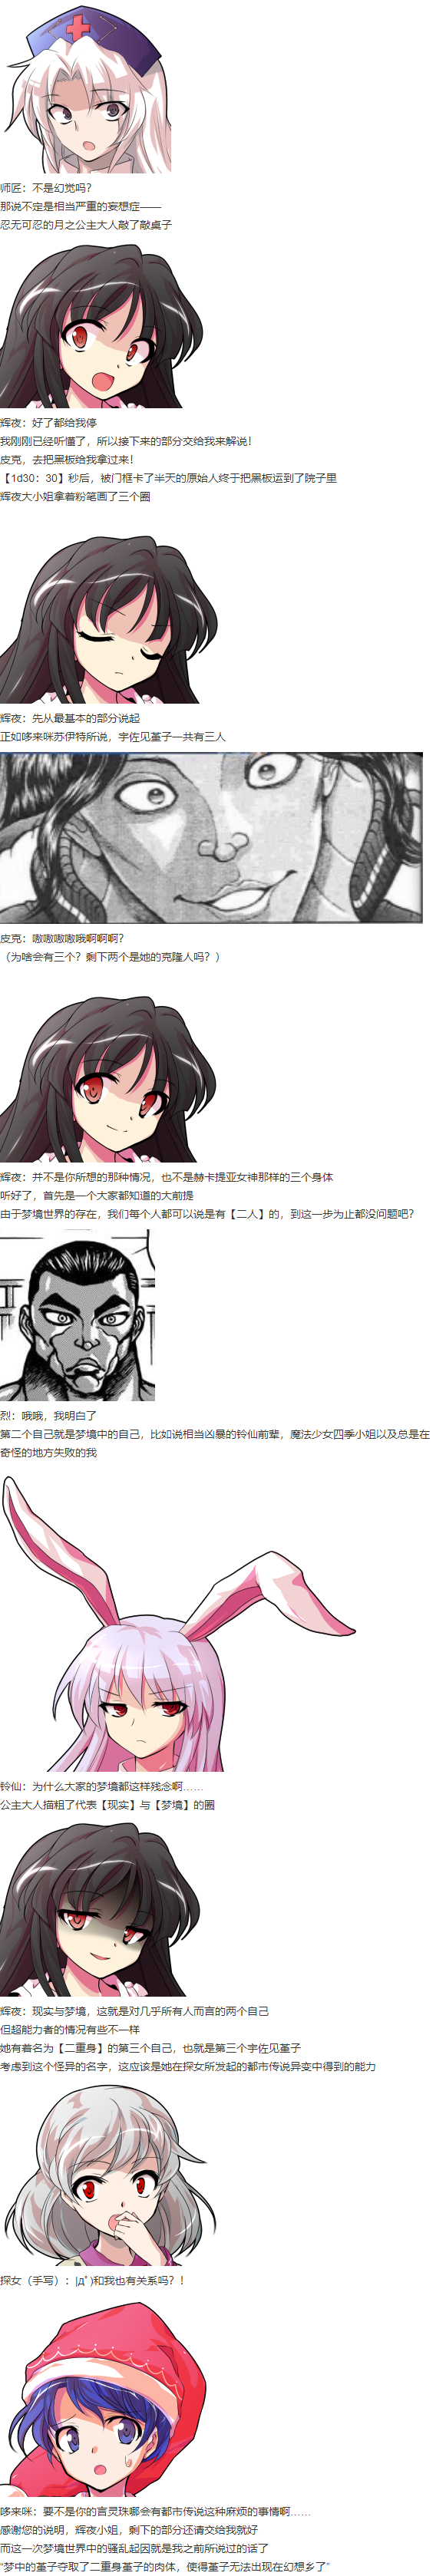 师匠：不是幻觉吗？
那说不定是相当严重的妄想症——
忍无可忍的月之公主大人敲了敲桌子
辉夜：好了都给我停
我刚刚已经听懂了，所以接下来的部分交给我来解说！
皮克，去把黑板给我拿过来！
【1d30：30】秒后，被门框卡了半天的原始人终于把黑板运到了院子里
辉夜大小姐拿着粉笔画了三个圈
辉夜：先从最基本的部分说起
正如哆来咪苏伊特所说，宇佐见堇子一共有三人
皮克：嗷嗷嗷嗷哦啊啊啊？
（为啥会有三个？剩下两个是她的克隆人吗？）
辉夜：并不是你所想的那种情况，也不是赫卡提亚女神那样的三个身体
听好了，首先是一个大家都知道的大前提
由于梦境世界的存在，我们每个人都可以说是有【二人】的，到这一步为止都没问题吧？
烈：哦哦，我明白了
第二个自己就是梦境中的自己，比如说相当凶暴的铃仙前辈，魔法少女四季小姐以及总是在
奇怪的地方失败的我
铃仙：为什么大家的梦境都这样残念啊……
公主大人描粗了代表【现实】与【梦境】的圈
辉夜：现实与梦境，这就是对几乎所有人而言的两个自己
但超能力者的情况有些不一样
她有着名为【二重身】的第三个自己，也就是第三个宇佐见堇子
考虑到这个怪异的名字，这应该是她在探女所发起的都市传说异变中得到的能力
探女（手写）：|дﾟ)和我也有关系吗？！
哆来咪：要不是你的言灵珠哪会有都市传说这种麻烦的事情啊……
感谢您的说明，辉夜小姐，剩下的部分还请交给我就好
而这一次梦境世界中的骚乱起因就是我之前所说过的话了
“梦中的堇子夺取了二重身堇子的肉体，使得堇子无法出现在幻想乡了”